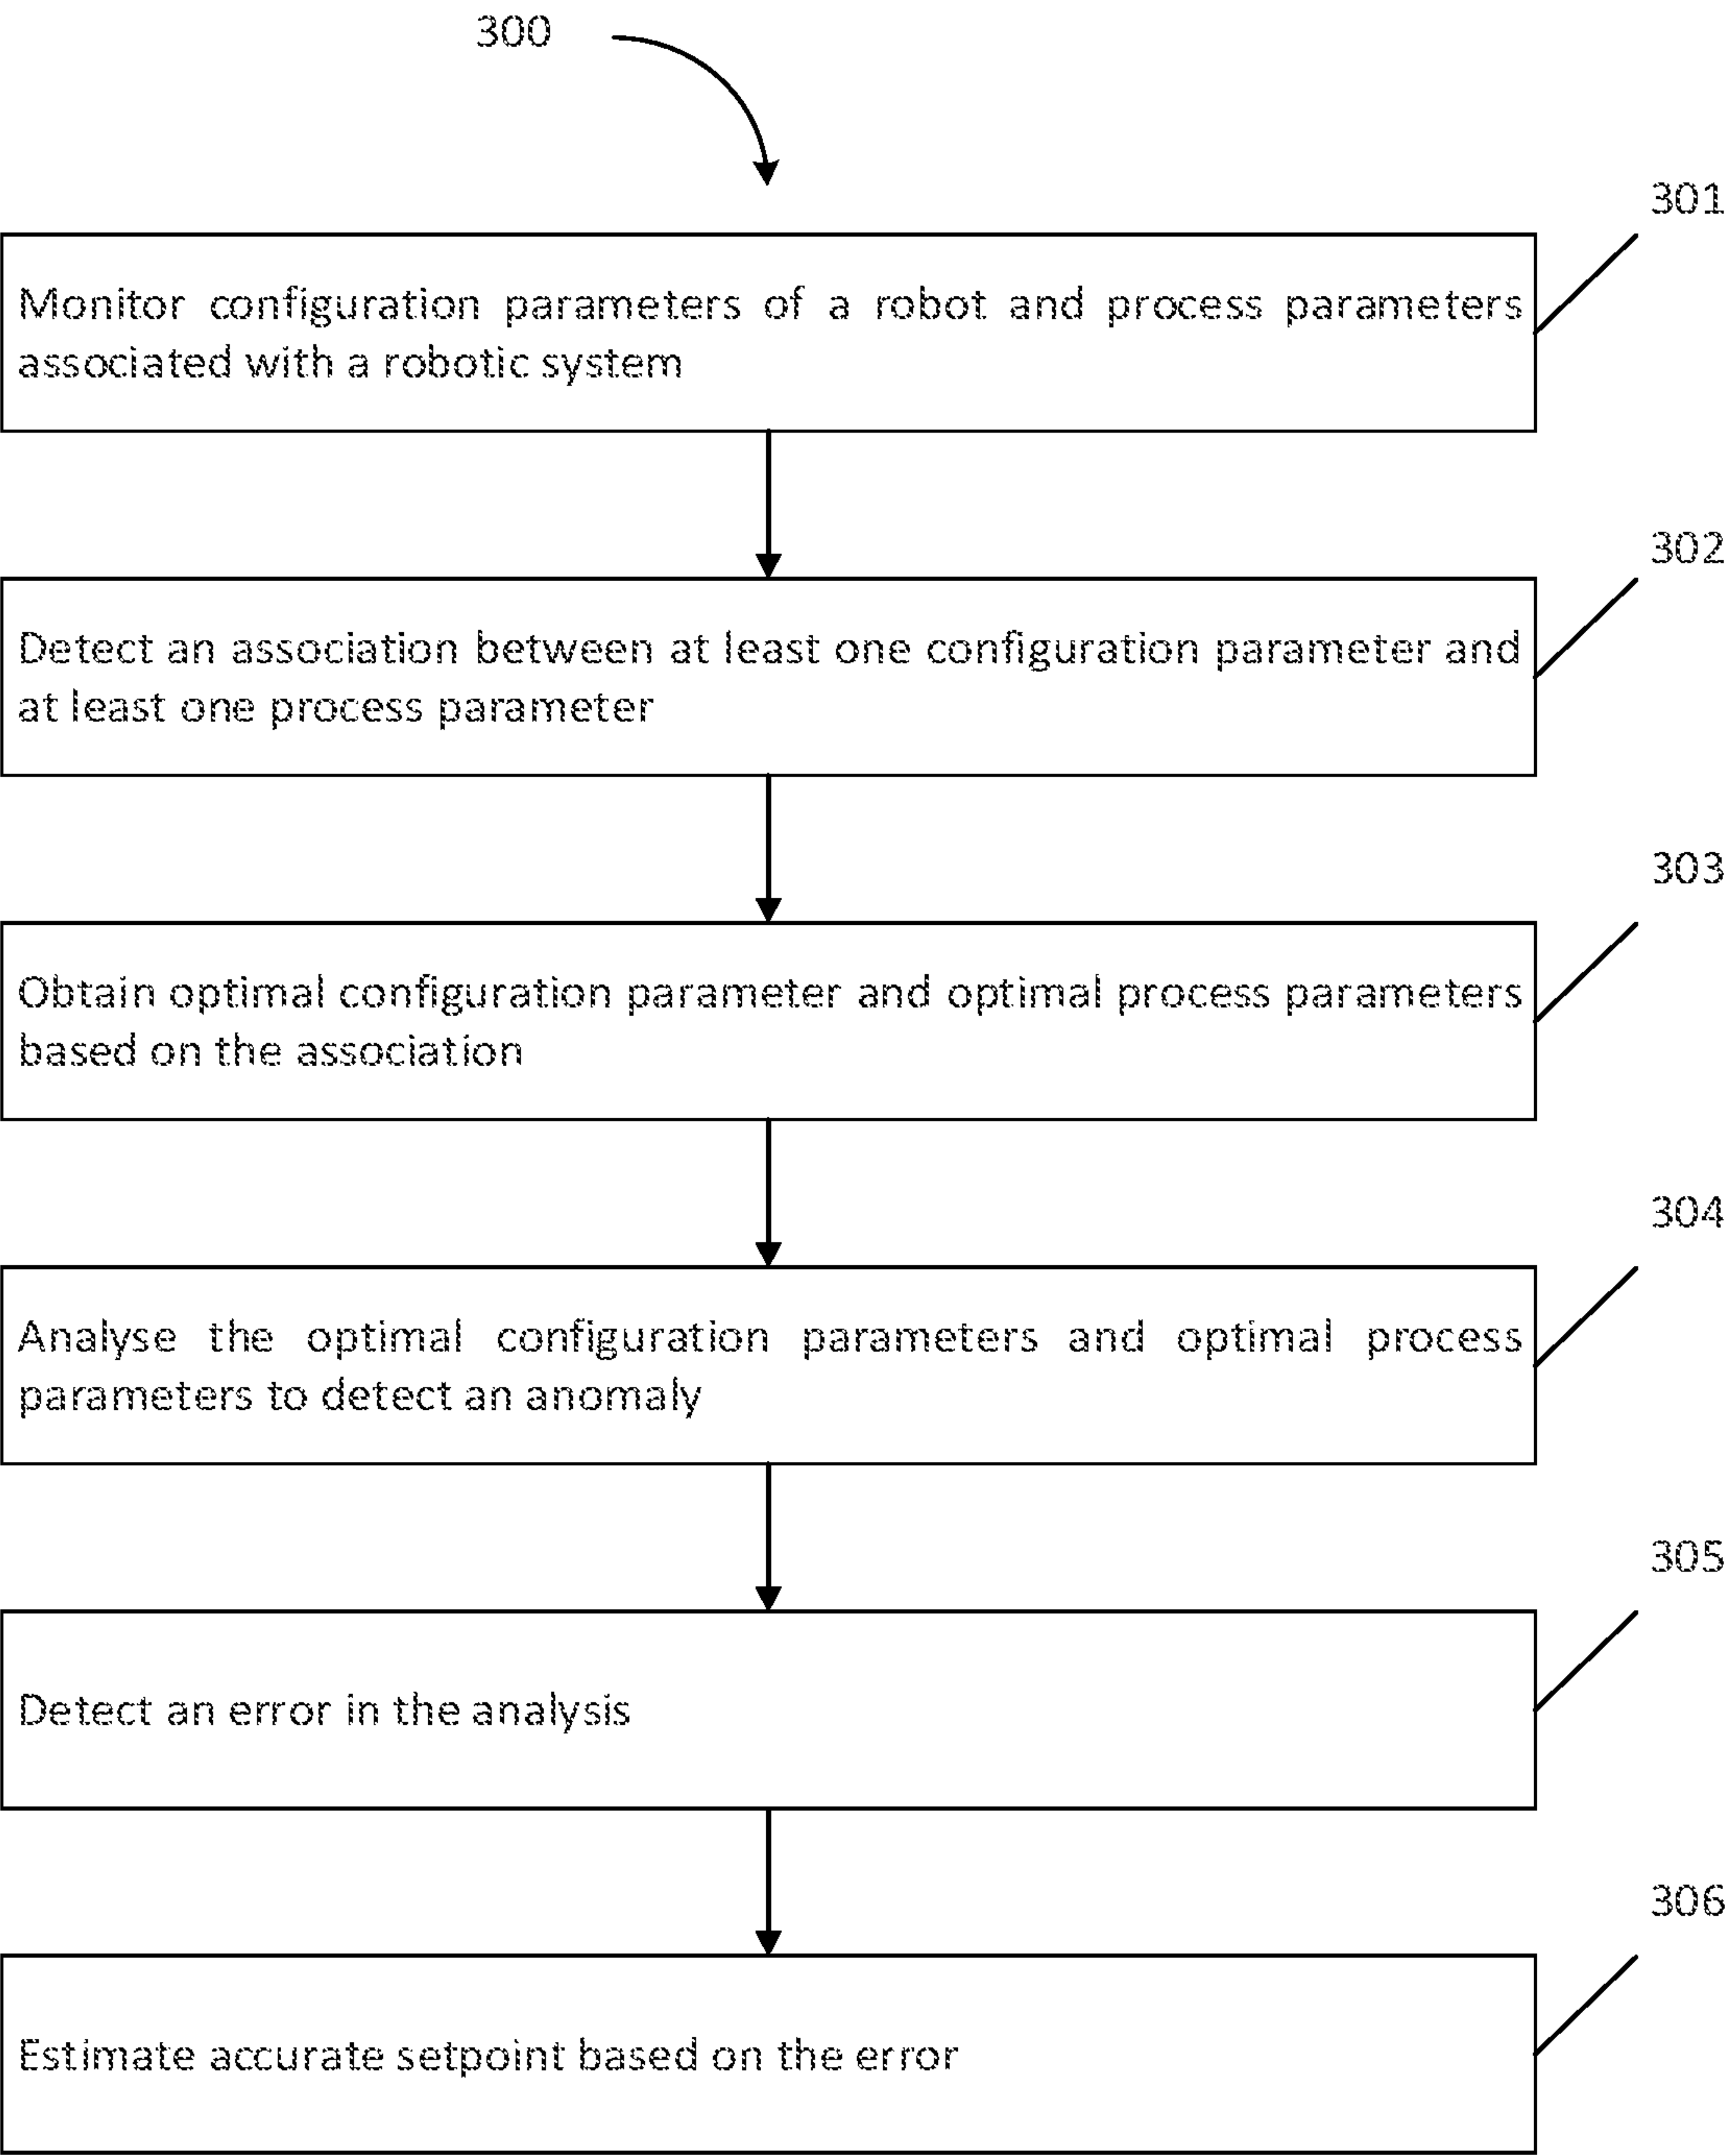 300
301
Monitor configuration parameters of a robot and process parameters
associated with a robotic system
302
Detect an association between at least one configuration parameter and
at least one process parameter
303
Obtain optimal configuration parameter and optimal process parameters
based on the association
304
Analyse the optimal configuration parameters and optimal process
parameters to detect an anomaly
305
Detect an error in the analysis
306
Estimate accurate setpoint based on the error